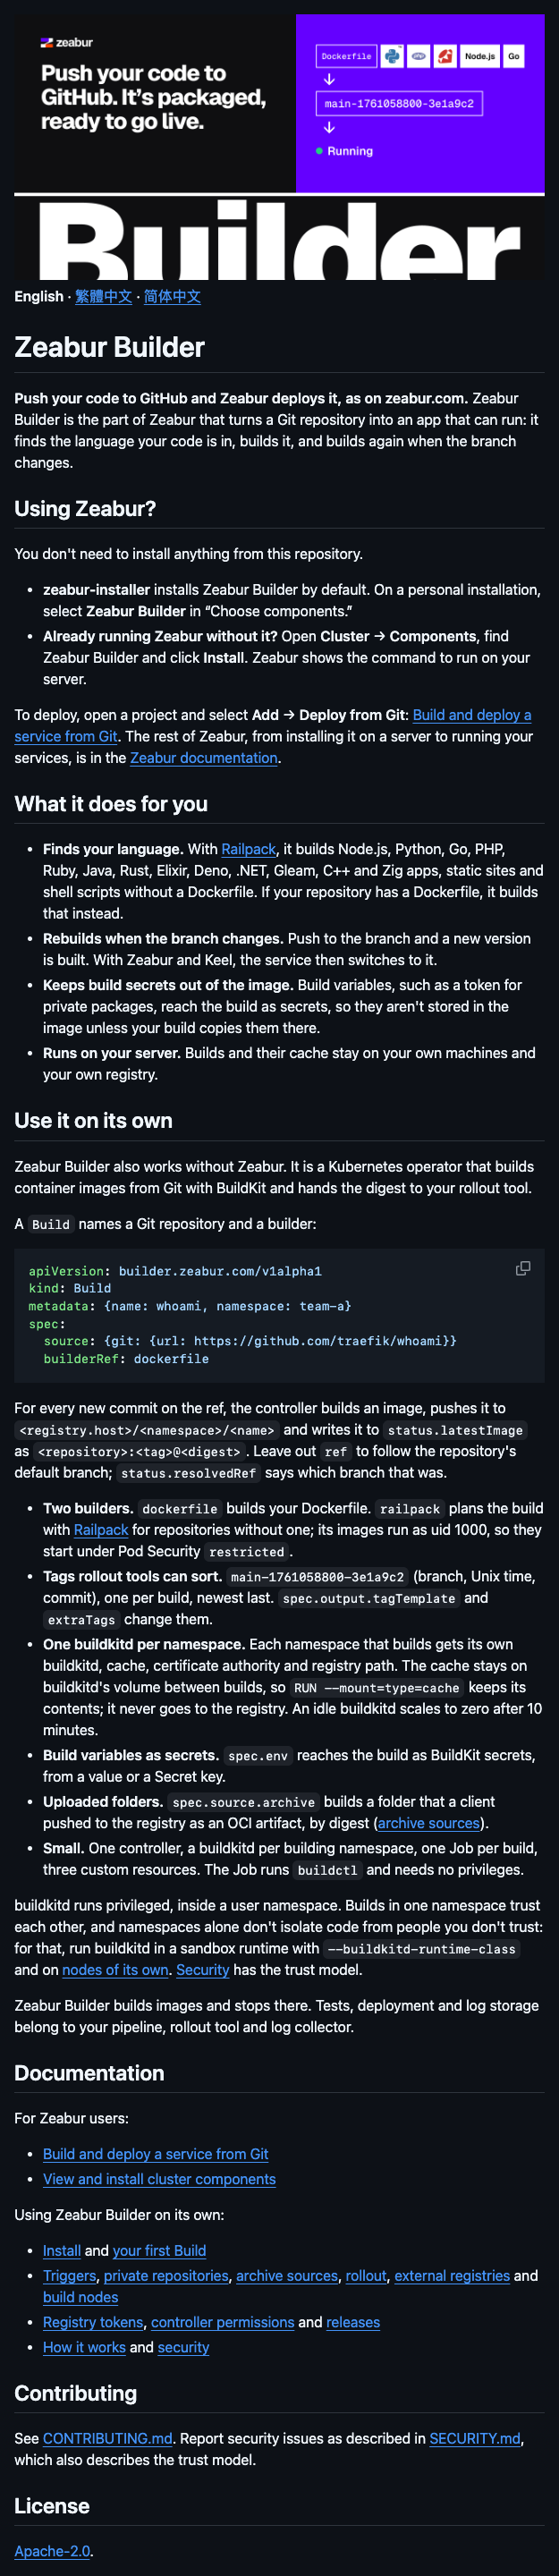 zeabur
Push your code to
GitHub. It's packaged,
ready to go live.
Dockerfile
php
Node.js
Go
main-1761058800-3e1a9c2
Running
Builder
English · 繁體中文 · 简体中文
Zeabur Builder
Push your code to GitHub and Zeabur deploys it, as on zeabur.com. Zeabur
Builder is the part of Zeabur that turns a Git repository into an app that can run: it
finds the language your code is in, builds it, and builds again when the branch
changes.
Using Zeabur?
You don't need to install anything from this repository.
• zeabur-installer installs Zeabur Builder by default. On a personal installation,
select Zeabur Builder in “Choose components.”
• Already running Zeabur without it? Open Cluster → Components, find
Zeabur Builder and click Install. Zeabur shows the command to run on your
server.
To deploy, open a project and select Add → Deploy from Git: Build and deploy a
service from Git. The rest of Zeabur, from installing it on a server to running your
services, is in the Zeabur documentation.
What it does for you
• Finds your language. With Railpack, it builds Node.js, Python, Go, PHP,
Ruby, Java, Rust, Elixir, Deno, .NET, Gleam, C++ and Zig apps, static sites and
shell scripts without a Dockerfile. If your repository has a Dockerfile, it builds
that instead.
• Rebuilds when the branch changes. Push to the branch and a new version
is built. With Zeabur and Keel, the service then switches to it.
• Keeps build secrets out of the image. Build variables, such as a token for
private packages, reach the build as secrets, so they aren't stored in the
image unless your build copies them there.
• Runs on your server. Builds and their cache stay on your own machines and
your own registry.
Use it on its own
Zeabur Builder also works without Zeabur. It is a Kubernetes operator that builds
container images from Git with BuildKit and hands the digest to your rollout tool.
A Build names a Git repository and a builder:
apiVersion: builder.zeabur.com/v1alpha1
kind: Build
metadata: {name: whoami, namespace: team-a}
spec:
  source: {git: {url: https://github.com/traefik/whoami}}
  builderRef: dockerfile
For every new commit on the ref, the controller builds an image, pushes it to
<registry.host>/<namespace>/<name> and writes it to status.latestImage
as <repository>:<tag>@<digest>. Leave out ref to follow the repository's
default branch; status.resolvedRef says which branch that was.
• Two builders. dockerfile builds your Dockerfile. railpack plans the build
with Railpack for repositories without one; its images run as uid 1000, so they
start under Pod Security restricted.
• Tags rollout tools can sort. main-1761058800-3e1a9c2 (branch, Unix time,
commit), one per build, newest last. spec.output.tagTemplate and
extraTags change them.
• One buildkit per namespace. Each namespace that builds gets its own
buildkit, cache, certificate authority and registry path. The cache stays on
buildkit's volume between builds, so RUN --mount=type=cache keeps its
contents; it never goes to the registry. An idle buildkit scales to zero after 10
minutes.
• Build variables as secrets. spec.env reaches the build as BuildKit secrets,
from a value or a Secret key.
• Uploaded folders. spec.source.archive builds a folder that a client
pushed to the registry as an OCI artifact, by digest (archive sources).
• Small. One controller, a buildkit per building namespace, one Job per build,
three custom resources. The Job runs buildctl and needs no privileges.
buildkitd runs privileged, inside a user namespace. Builds in one namespace trust
each other, and namespaces alone don't isolate code from people you don't trust:
for that, run buildkitd in a sandbox runtime with --buildkitd-runtime-class
and on nodes of its own. Security has the trust model.
Zeabur Builder builds images and stops there. Tests, deployment and log storage
belong to your pipeline, rollout tool and log collector.
Documentation
For Zeabur users:
• Build and deploy a service from Git
• View and install cluster components
Using Zeabur Builder on its own:
• Install and your first Build
• Triggers, private repositories, archive sources, rollout, external registries and
build nodes
• Registry tokens, controller permissions and releases
• How it works and security
Contributing
See CONTRIBUTING.md. Report security issues as described in SECURITY.md,
which also describes the trust model.
License
Apache-2.0.